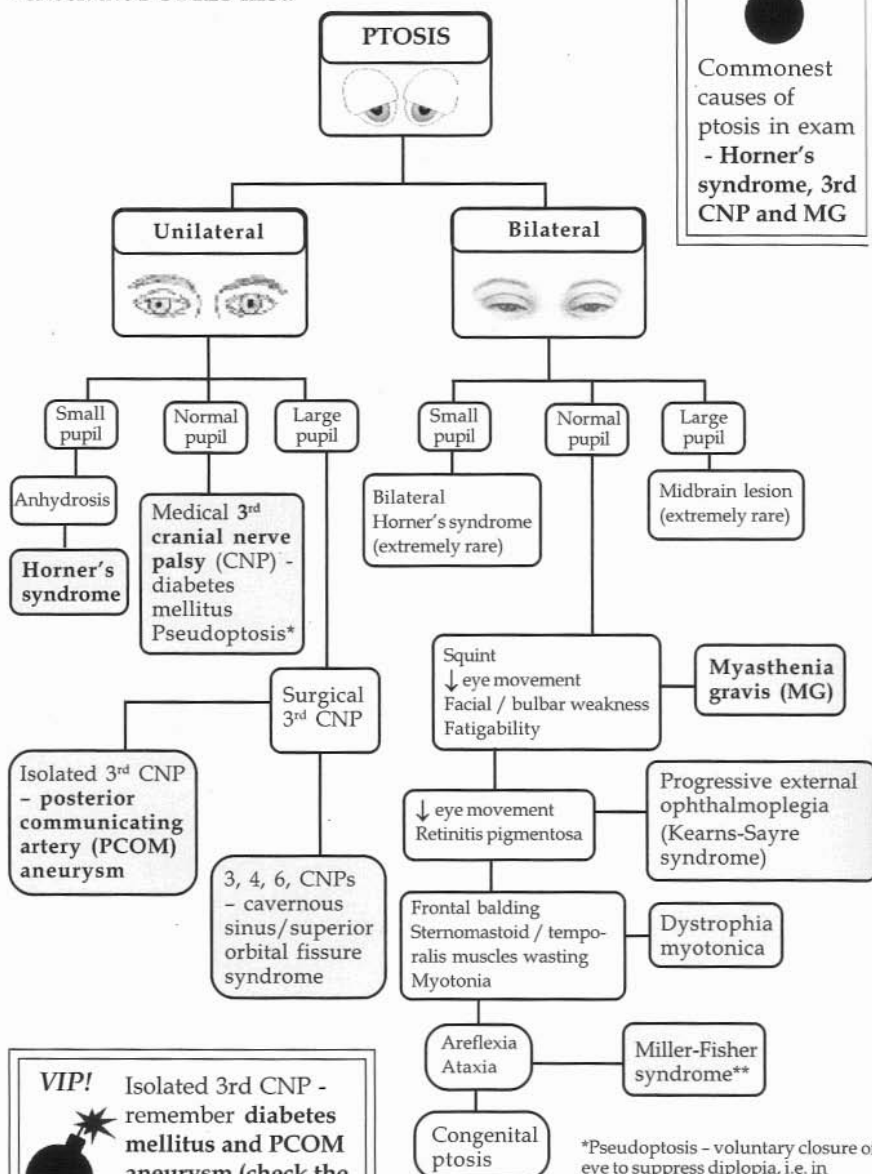 PTOSIS
Commonest
causes of
ptosis in exam
- Horner's
syndrome, 3rd
CNP and MG
Unilateral
Bilateral
Small
pupil
Normal
pupil
Large
pupil
Small
pupil
Normal
pupil
Large
pupil
Anhydrosis
Horner's
syndrome
Medical 3rd
cranial nerve
palsy (CNP) -
diabetes
mellitus
Pseudoptosis*
Bilateral
Horner's syndrome
(extremely rare)
Midbrain lesion
(extremely rare)
Surgical
3rd CNP
Isolated 3rd CNP
– posterior
communicating
artery (PCOM)
aneurysm
3, 4, 6, CNPs
– cavernous
sinus/superior
orbital fissure
syndrome
Squint
↓ eye movement
Facial / bulbar weakness
Fatigability
Myasthenia
gravis (MG)
↓ eye movement
Retinitis pigmentosa
Progressive external
ophthalmoplegia
(Kearns-Sayre
syndrome)
Frontal balding
Sternomastoid / tempo-
ralis muscles wasting
Myotonia
Dystrophia
myotonica
Areflexia
Ataxia
Miller-Fisher
syndrome**
Congenital
ptosis
VIP! Isolated 3rd CNP -
remember diabetes
mellitus and PCOM
aneurysm (check the
*Pseudoptosis – voluntary closure of
eye to suppress diplopia, i.e. in